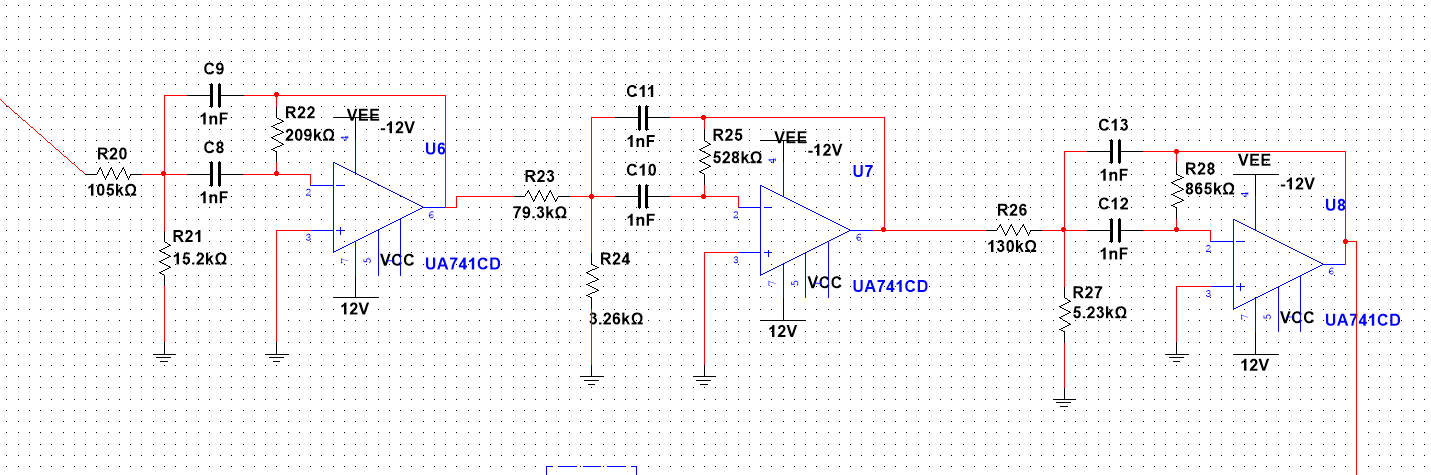 C9
1nF
R22
209kΩ
VEE
-12V
4
U6
R20
105kΩ
C8
1nF
2
3
6
R21
15.2kΩ
7
5
VCC
UA741CD
12V
C11
1nF
R25
528kΩ
VEE
-12V
4
U7
R23
79.3kΩ
C10
1nF
2
3
6
R24
3.26kΩ
7
5
VCC
UA741CD
12V
C13
1nF
R28
865kΩ
VEE
-12V
4
U8
R26
130kΩ
C12
1nF
2
3
6
R27
5.23kΩ
7
5
VCC
UA741CD
12V